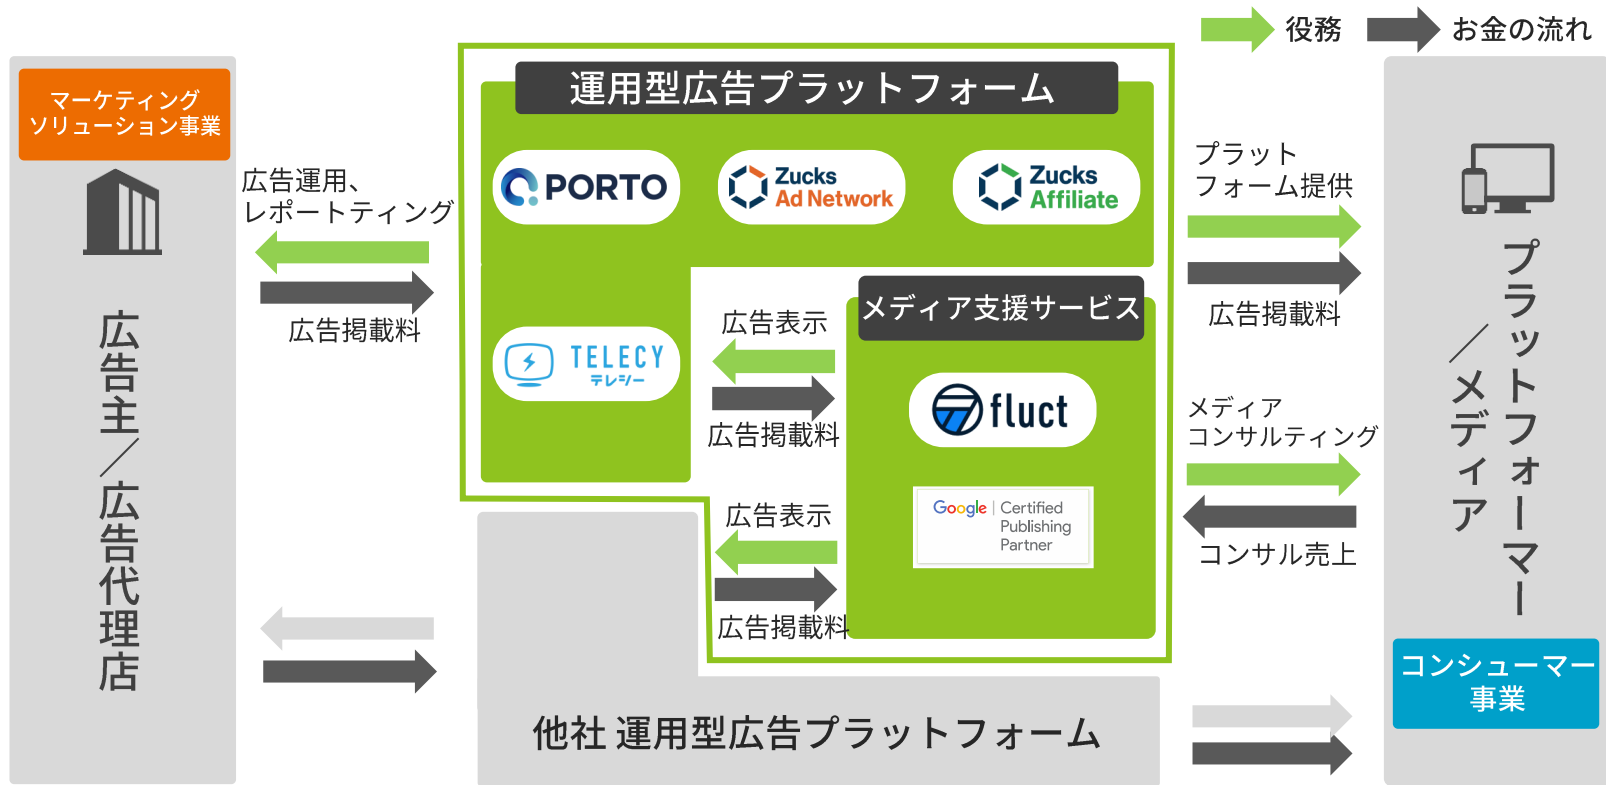 役務
お金の流れ
マーケティング
ソリューション事業
広告主／広告代理店
広告運用、
レポートティング
広告掲載料
運用型広告プラットフォーム
PORTO
Zucks
Ad Network
Zucks
Affiliate
TELECY
テレシー
広告表示
広告掲載料
メディア支援サービス
fluct
Google
Certified
Publishing
Partner
広告表示
広告掲載料
他社 運用型広告プラットフォーム
プラット
フォーム提供
広告掲載料
メディア
コンサルティング
コンサル売上
プラットフォーマー
／メディア
コンシューマー
事業